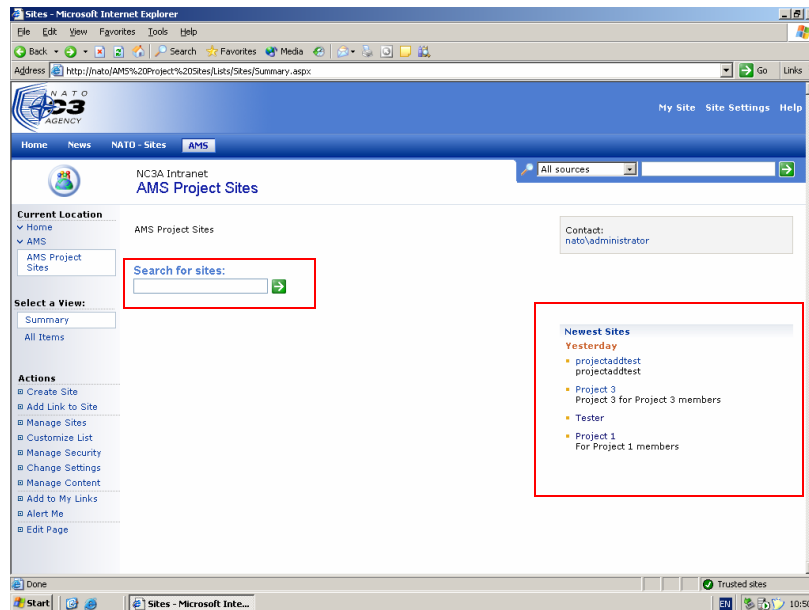 Sites - Microsoft Internet Explorer
File Edit View Favorites Tools Help
Back Search Favorites Media
Address http://nato/AMS%20Project%20Sites/Lists/Sites/Summary.aspx Go Links
NATO
C3
AGENCY
My Site Site Settings Help
Home News NATO - Sites AMS
NC3A Intranet
AMS Project Sites
All sources
Current Location
Home
AMS
AMS Project
Sites
Select a View:
Summary
All Items
Actions
Create Site
Add Link to Site
Manage Sites
Customize List
Manage Security
Change Settings
Manage Content
Add to My Links
Alert Me
Edit Page
AMS Project Sites
Search for sites:
Contact:
nato\administrator
Newest Sites
Yesterday
projectaddtest
projectaddtest
Project 3
Project 3 for Project 3 members
Tester
Project 1
For Project 1 members
Done Trusted sites
Start Sites - Microsoft Inte... EN